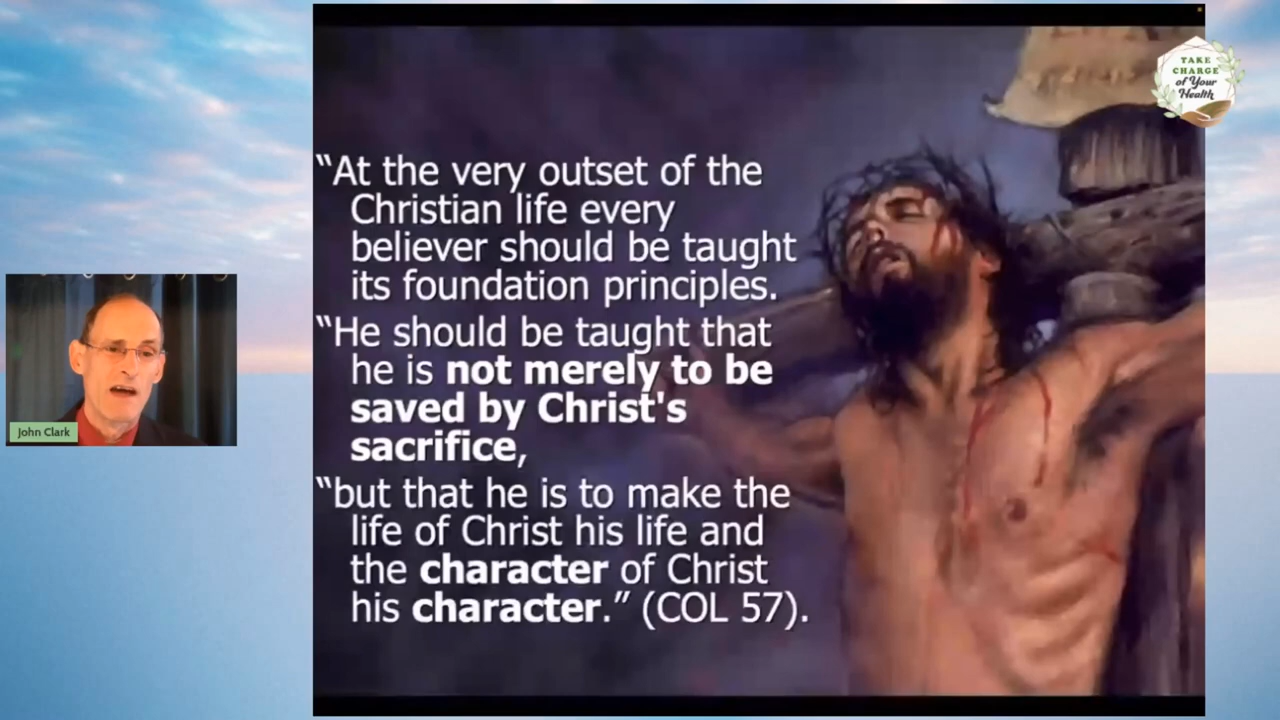 TAKE
CHARGE
of Your
Health
“At the very outset of the
Christian life every
believer should be taught
its foundation principles.
“He should be taught that
he is not merely to be
saved by Christ's
sacrifice,
“but that he is to make the
life of Christ his life and
the character of Christ
his character.” (COL 57).
John Clark